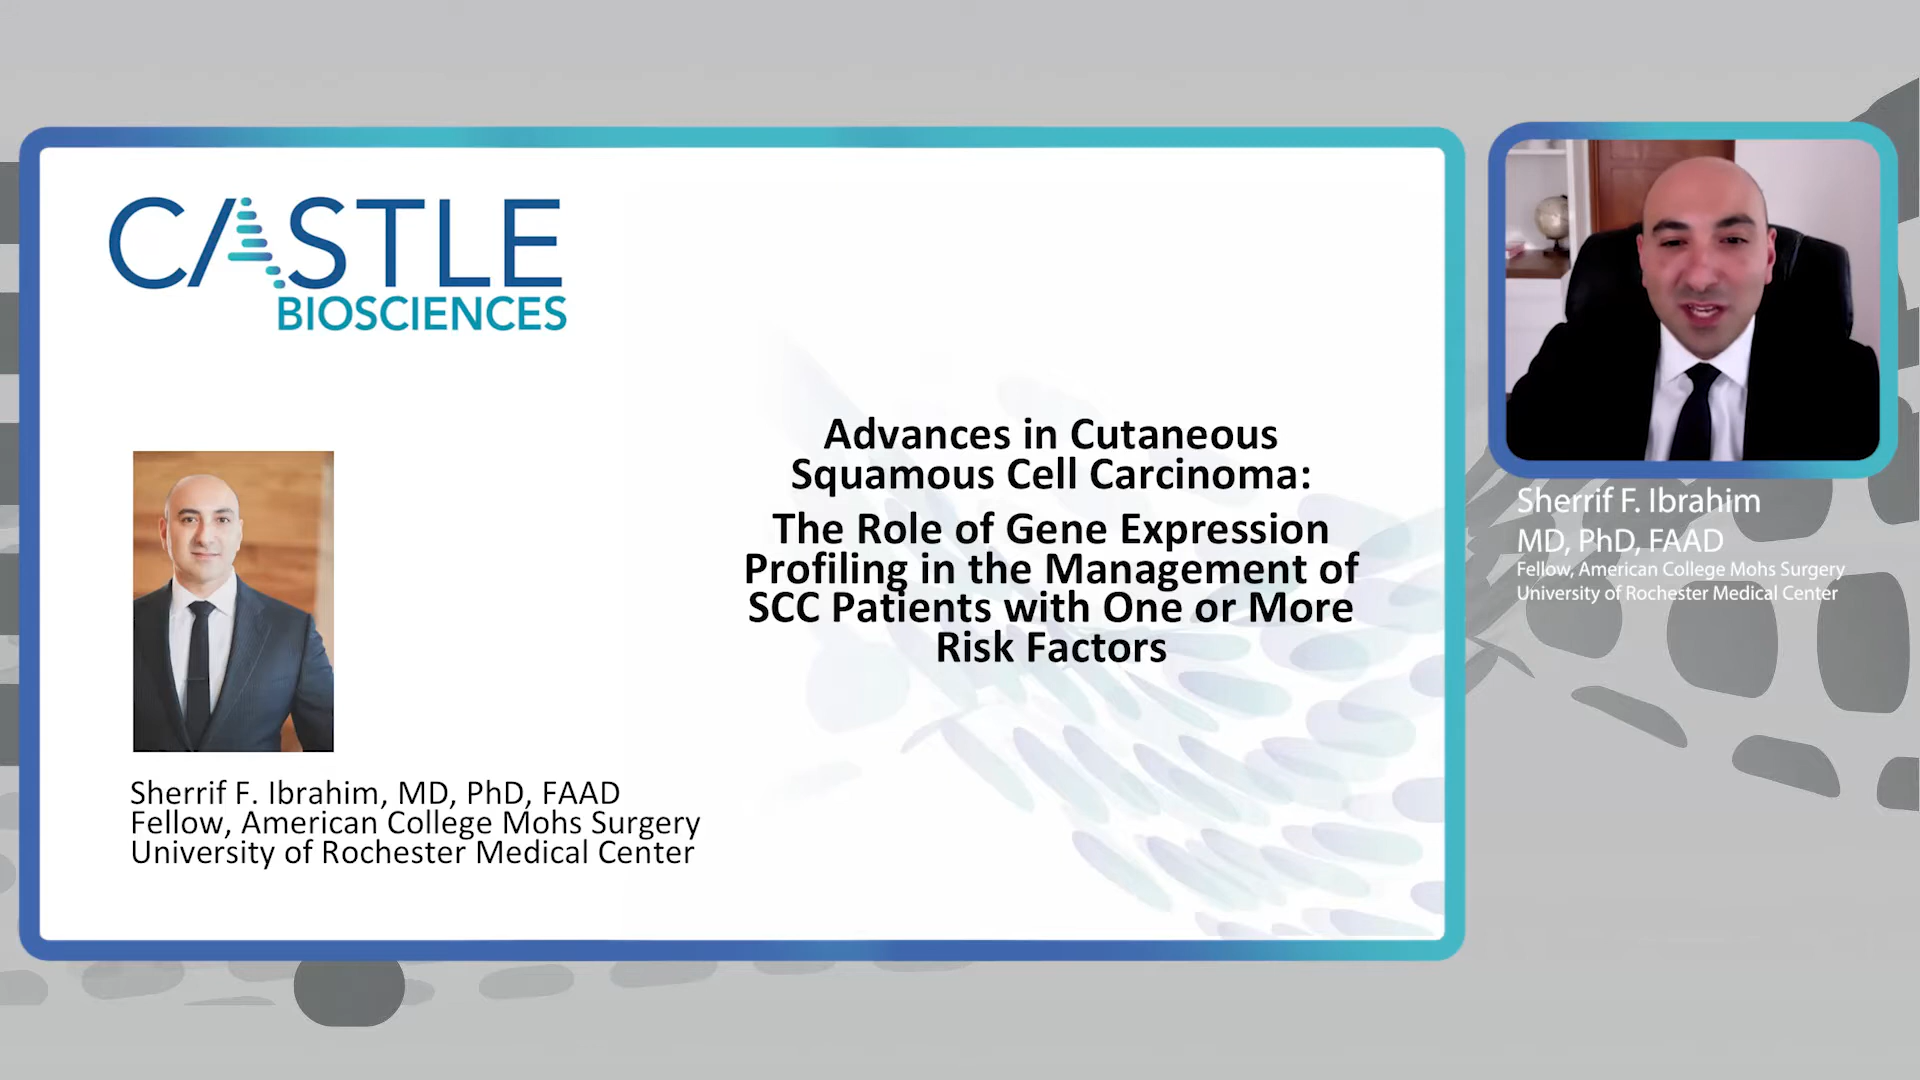 CASTLE
BIOSCIENCES
Advances in Cutaneous
Squamous Cell Carcinoma:
The Role of Gene Expression
Profiling in the Management of
SCC Patients with One or More
Risk Factors
Sherrif F. Ibrahim, MD, PhD, FAAD
Fellow, American College Mohs Surgery
University of Rochester Medical Center
Sherrif F. Ibrahim
MD, PhD, FAAD
Fellow, American College Mohs Surgery
University of Rochester Medical Center